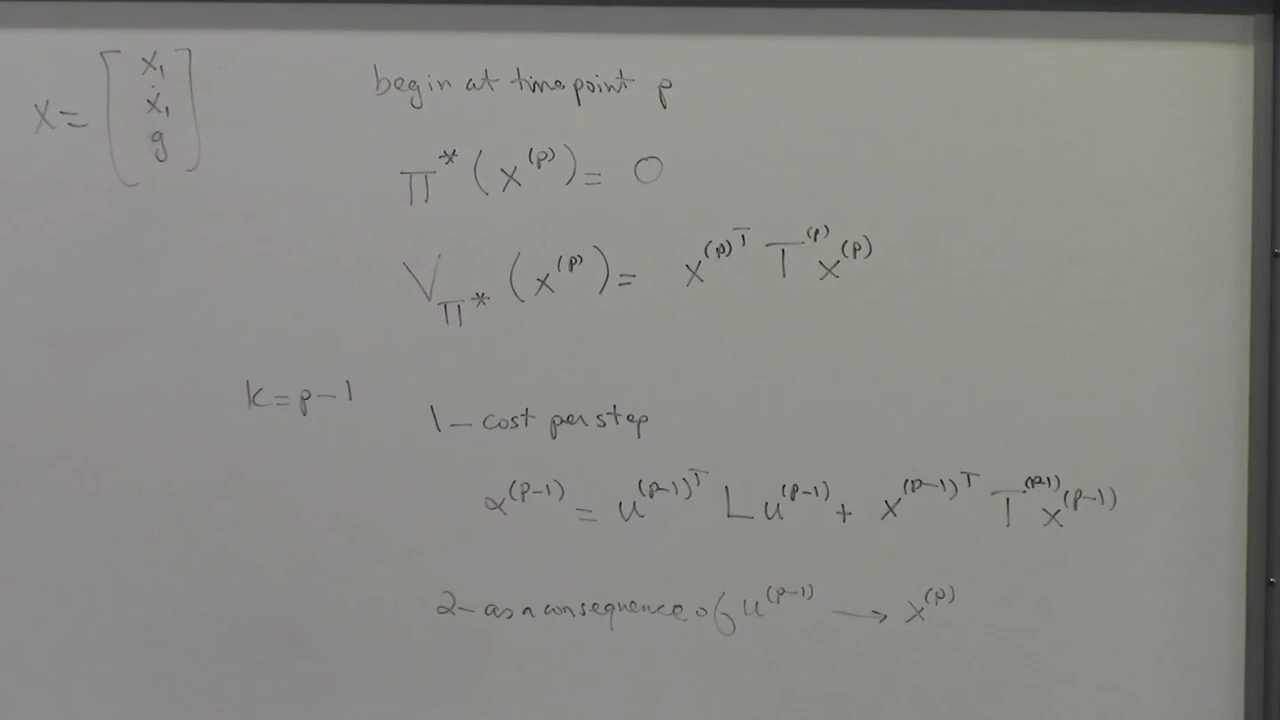 X = [ x₁ ẋ₁ g ]
begin at time point p
Π*(x^(p)) = 0
V_Π*(x^(p)) = x^(p)ᵀ T^(p) x^(p)
k = p - 1
1 - cost per step
α^(p-1) = u^(p-1)ᵀ L u^(p-1) + x^(p-1)ᵀ T^(p-1) x^(p-1)
2 - as a consequence of u^(p-1) → x^(p)